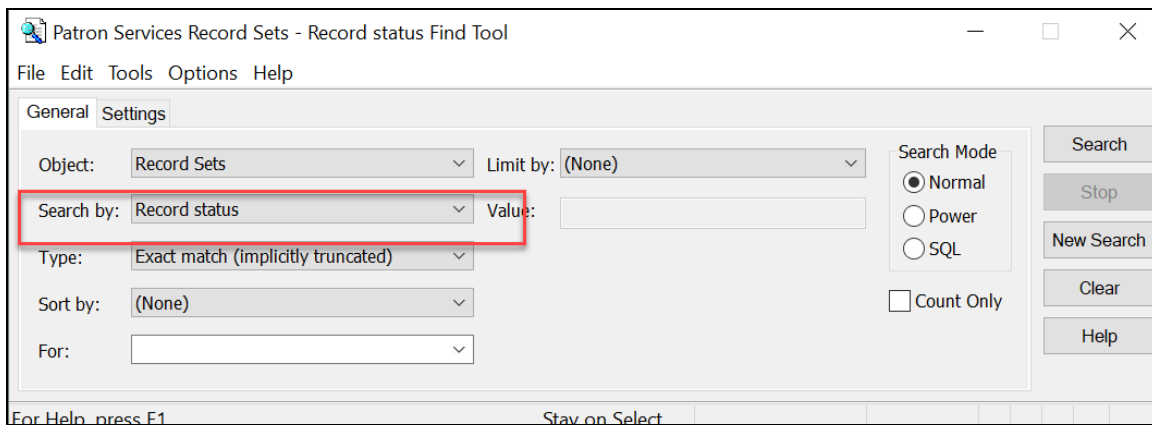 Patron Services Record Sets - Record status Find Tool
File Edit Tools Options Help
General Settings
Object: Record Sets Limit by: (None)
Search by: Record status Value:
Type: Exact match (implicitly truncated)
Sort by: (None)
For:
Search Mode
Normal
Power
SQL
Count Only
Search
Stop
New Search
Clear
Help
For Help, press F1 Stay on Select